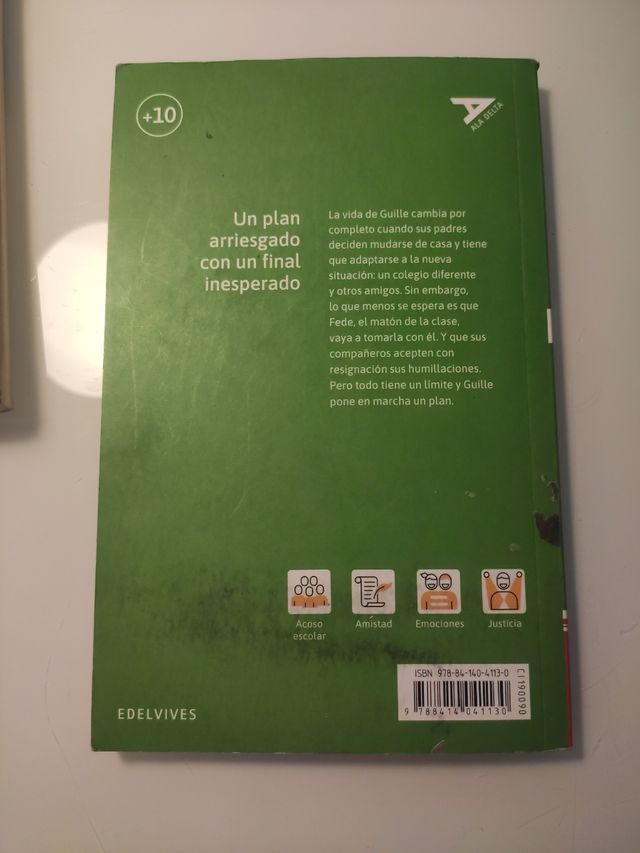 +10
ALA DELTA
Un plan
arriesgado
con un final
inesperado
La vida de Guille cambia por
completo cuando sus padres
deciden mudarse de casa y tiene
que adaptarse a la nueva
situación: un colegio diferente
y otros amigos. Sin embargo,
lo que menos se espera es que
Fede, el matón de la clase,
vaya a tomarla con él. Y que sus
compañeros acepten con
resignación sus humillaciones.
Pero todo tiene un límite y Guille
pone en marcha un plan.
Acoso
escolar
Amistad
Emociones
Justicia
ISBN 978-84-140-4113-0
9 788414 041130
CI 190090
EDELVIVES